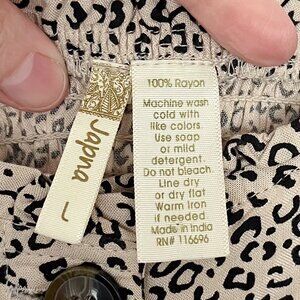 Japna
L
100% Rayon
Machine wash
cold with
like colors.
Use soap
or mild
detergent.
Do not bleach.
Line dry
or dry flat
Warm Iron
if needed.
Made in India
RN# 116696